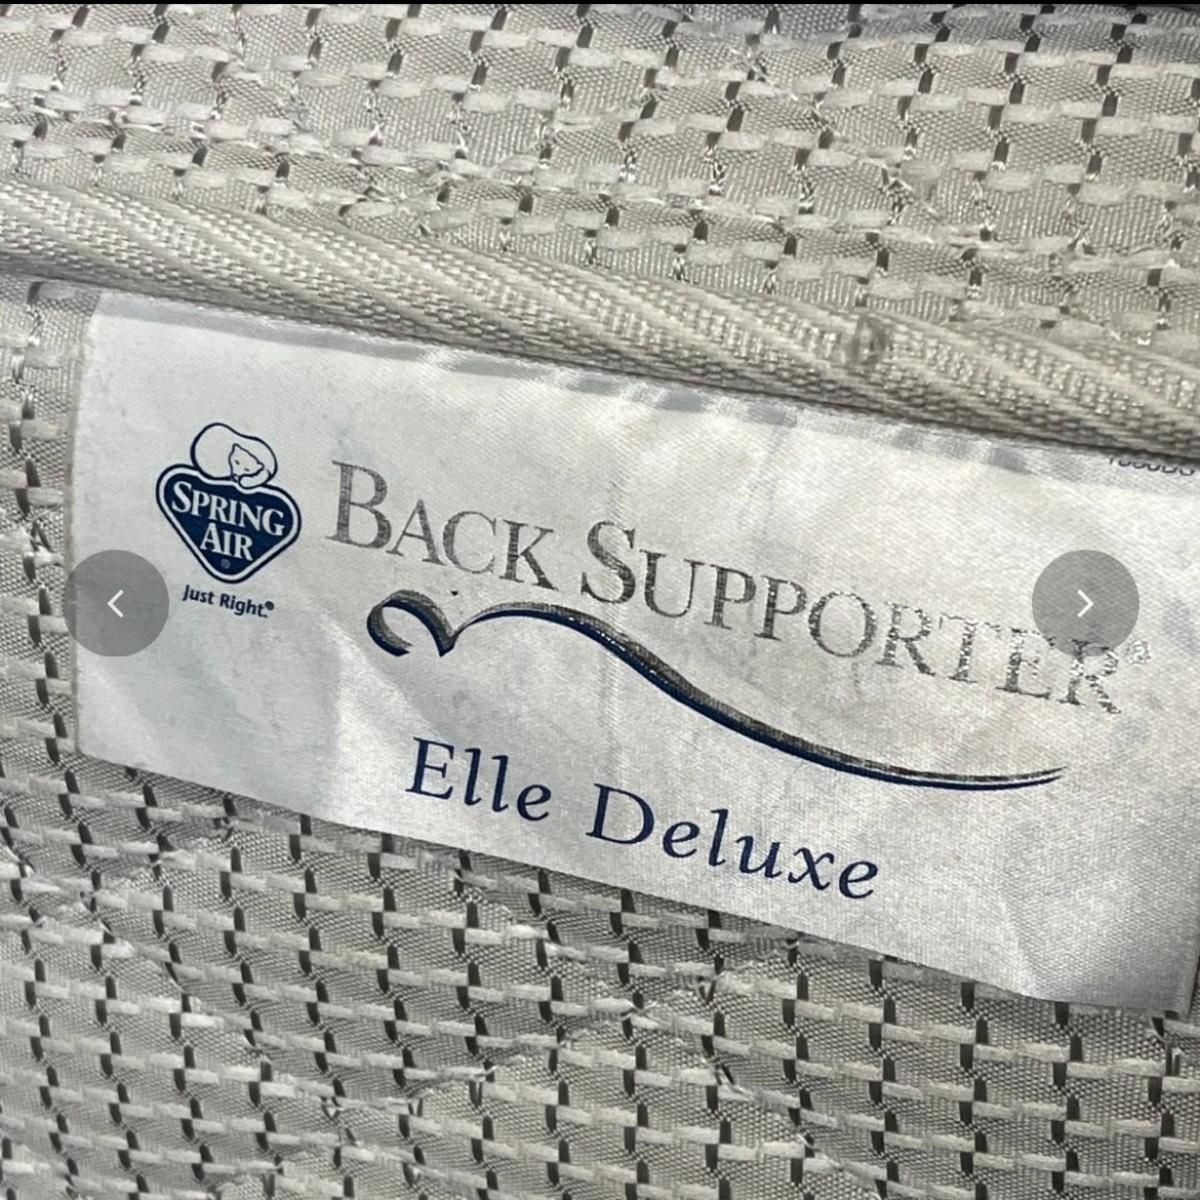 SPRING
AIR
®
Just Right®
BACK SUPPORTER®
Elle Deluxe